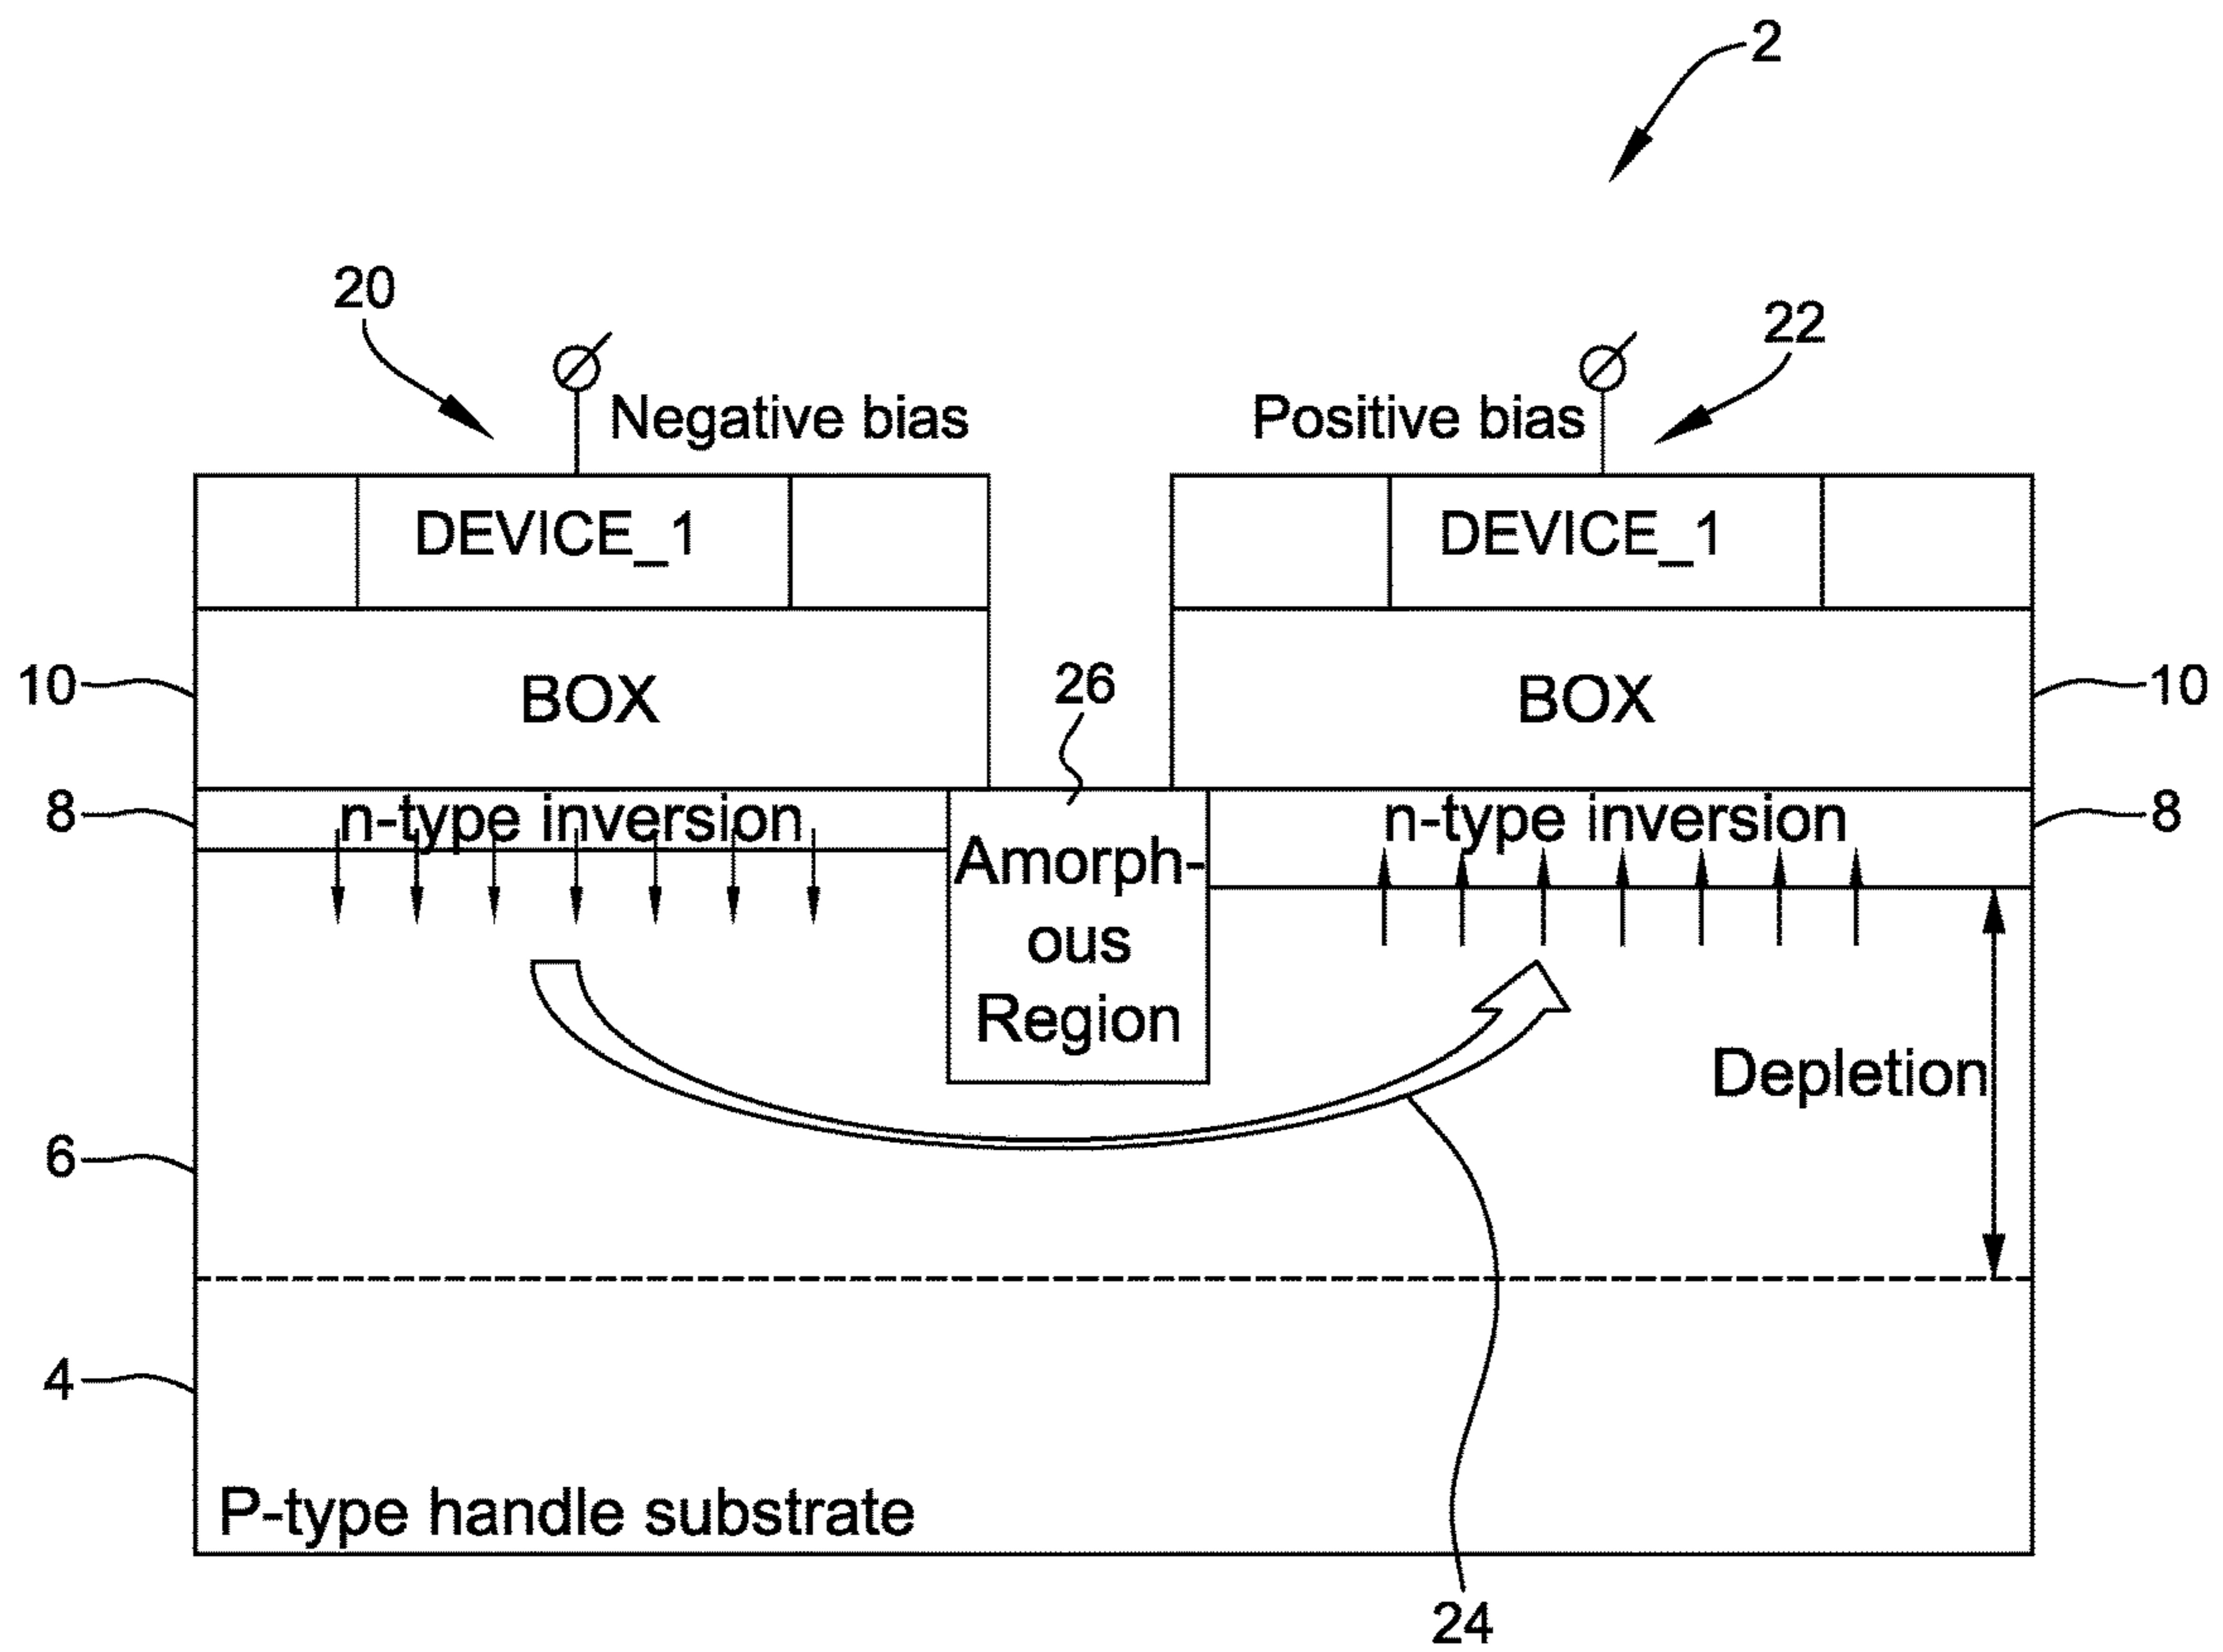 2
20
22
Negative bias
Positive bias
DEVICE_1
DEVICE_1
10
BOX
26
BOX
10
8
n-type inversion
n-type inversion
8
Amorph-
ous
Region
Depletion
6
4
P-type handle substrate
24